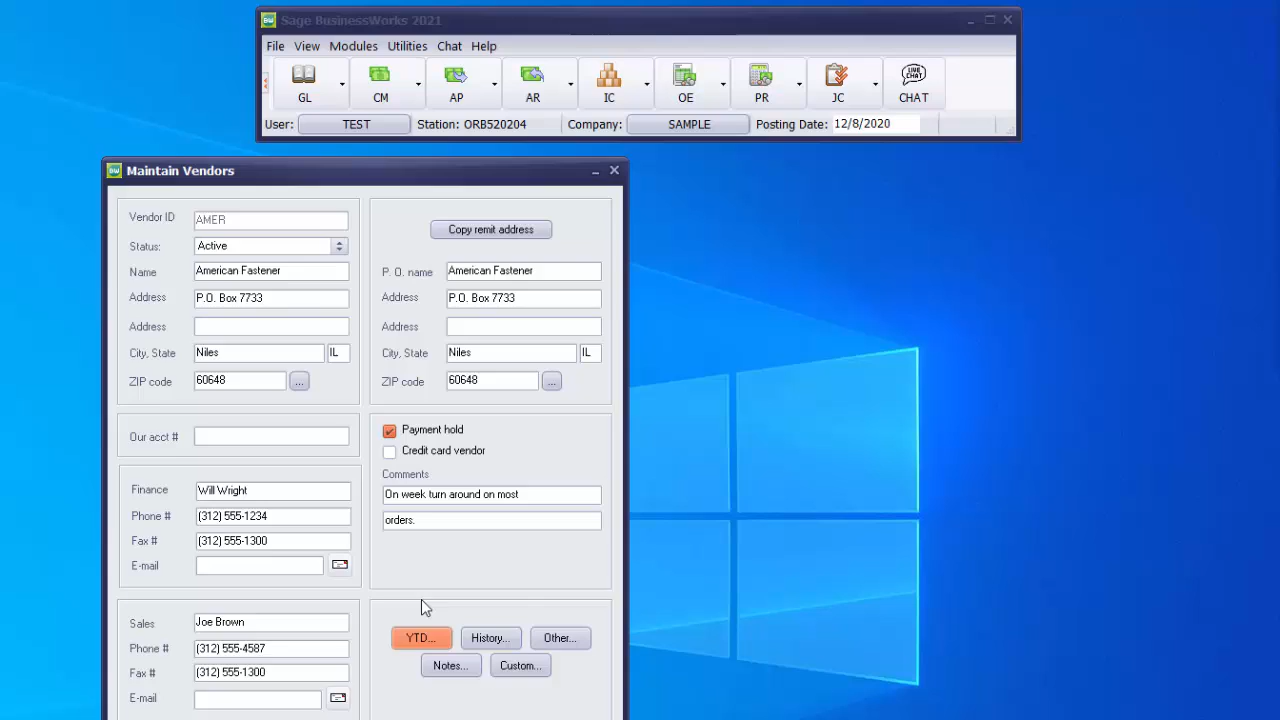 Sage BusinessWorks 2021
File View Modules Utilities Chat Help
LIVE CHAT
GL CM AP AR IC OE PR JC CHAT
User: TEST Station: ORB520204 Company: SAMPLE Posting Date: 12/8/2020
BW Maintain Vendors
Vendor ID AMER
Status: Active
Name American Fastener
Address P.O. Box 7733
Address
City, State Niles IL
ZIP code 60648 ...
Copy remit address
P. O. name American Fastener
Address P.O. Box 7733
Address
City, State Niles IL
ZIP code 60648 ...
Our acct #
Payment hold
Credit card vendor
Comments
On week turn around on most
orders.
Finance Will Wright
Phone # (312) 555-1234
Fax # (312) 555-1300
E-mail
Sales Joe Brown
Phone # (312) 555-4587
Fax # (312) 555-1300
E-mail
YTD... History... Other...
Notes... Custom...